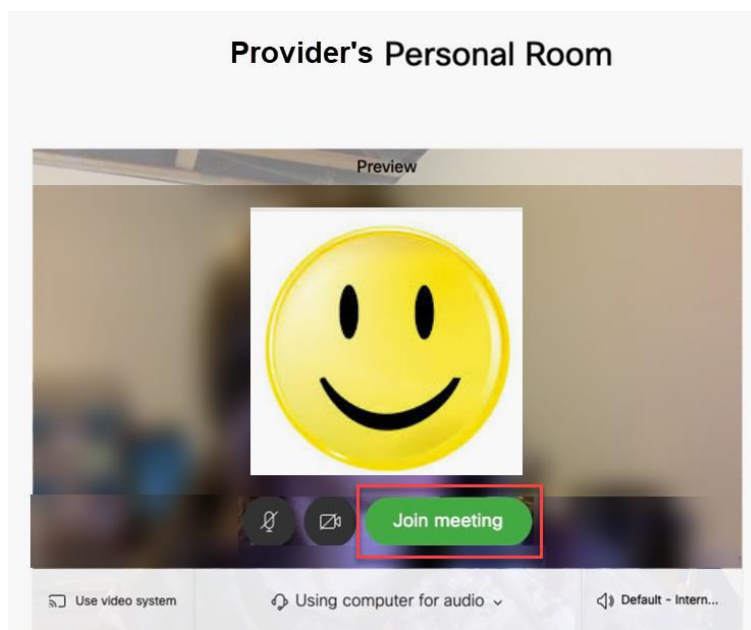 Provider's Personal Room
Preview
Join meeting
Use video system
Using computer for audio
Default - Intern...